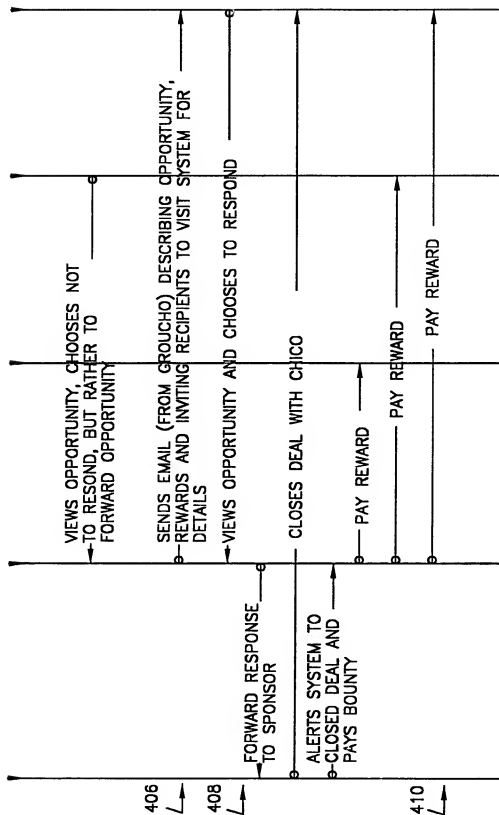 VIEWS OPPORTUNITY, CHOOSES NOT
TO RESOND, BUT RATHER TO
FORWARD OPPORTUNITY
406
SENDS EMAIL (FROM GROUCHO) DESCRIBING OPPORTUNITY,
REWARDS AND INVITING RECIPIENTS TO VISIT SYSTEM FOR
DETAILS
408
VIEWS OPPORTUNITY AND CHOOSES TO RESPOND
FORWARD RESPONSE
TO SPONSOR
CLOSES DEAL WITH CHICO
ALERTS SYSTEM TO
CLOSED DEAL AND
PAYS BOUNTY
PAY REWARD
PAY REWARD
410
PAY REWARD